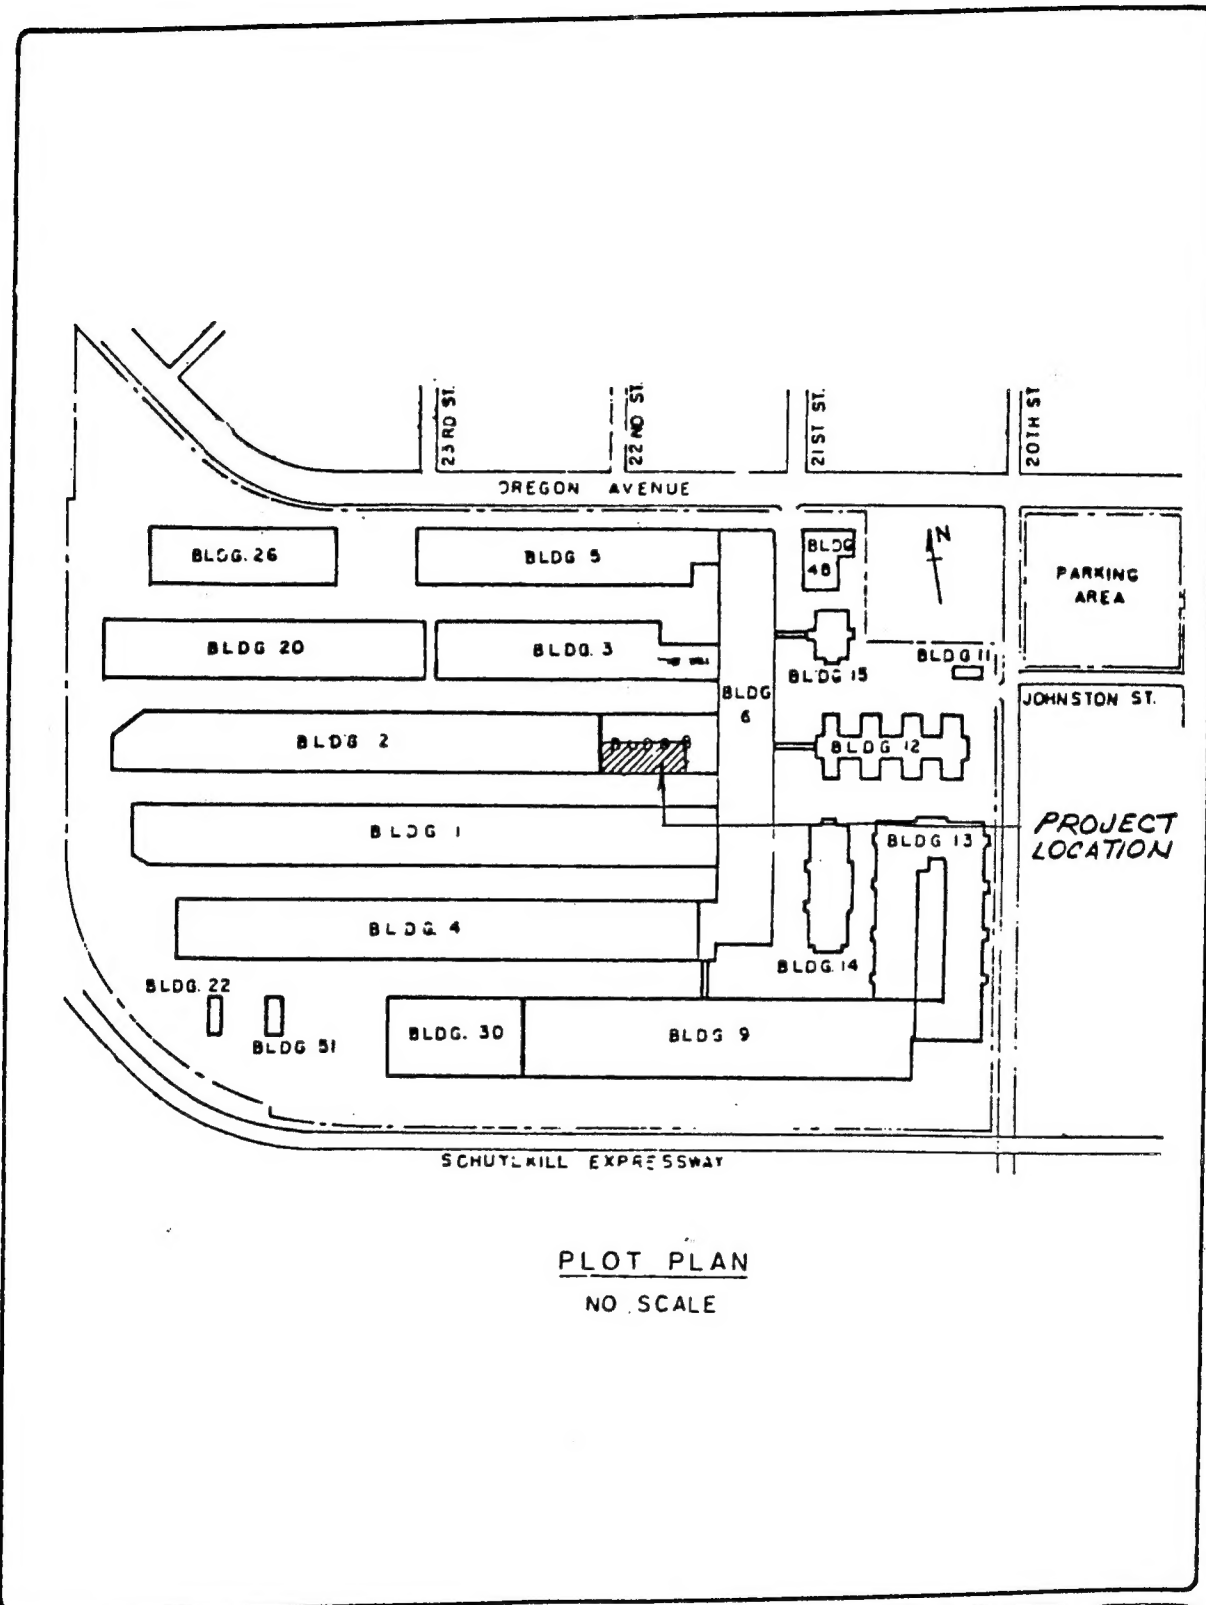 23RD ST.
22ND ST.
21ST ST.
20TH ST
OREGON AVENUE
N
BLDG. 26
BLDG 5
BLDG
48
PARKING
AREA
BLDG 20
BLDG. 3
BLDG 15
BLDG 11
BLDG
6
JOHNSTON ST.
BLDG 2
BLDG 12
BLDG 1
BLDG 13
PROJECT
LOCATION
BLDG. 4
BLDG. 14
BLDG. 22
BLDG 51
BLDG. 30
BLDG 9
SCHUYLKILL EXPRESSWAY
PLOT PLAN
NO SCALE